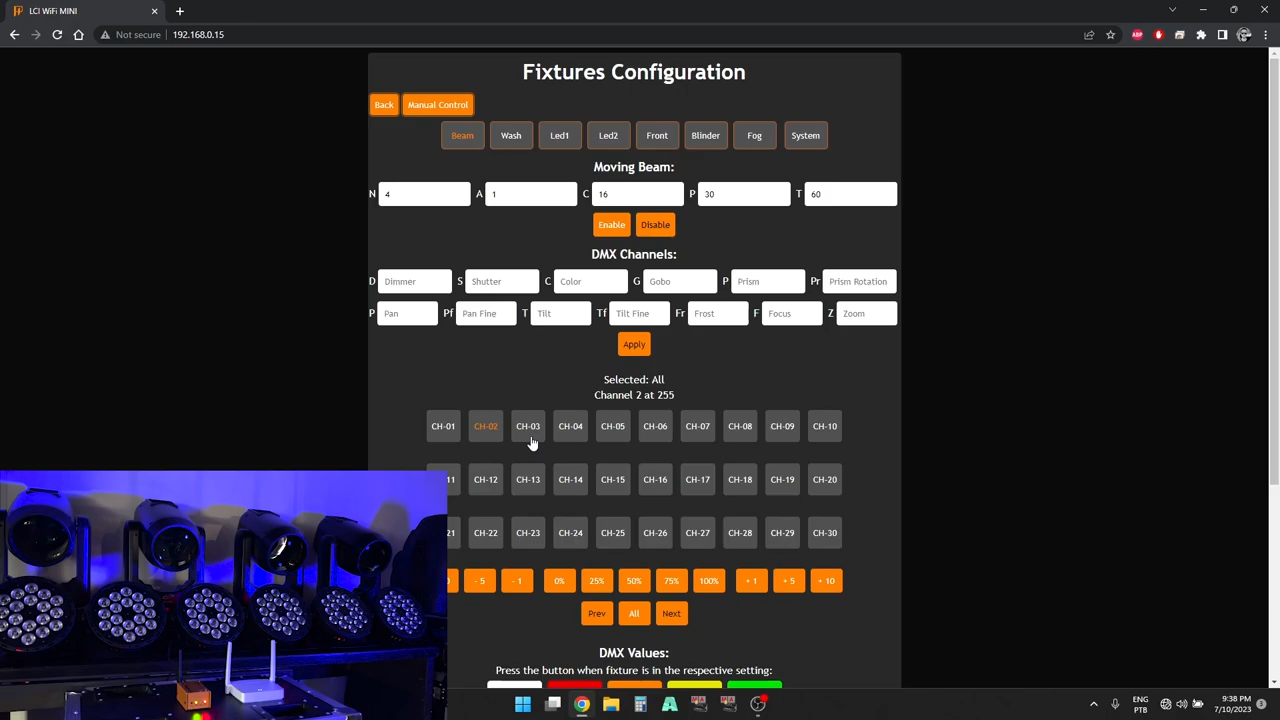 LCI WiFi MINI
Not secure 192.168.0.15
ABP
Fixtures Configuration
Back Manual Control
Beam Wash Led1 Led2 Front Blinder Fog System
Moving Beam:
N 4 A 1 C 16 P 30 T 60
Enable Disable
DMX Channels:
D Dimmer S Shutter C Color G Gobo P Prism Pr Prism Rotation
P Pan Pf Pan Fine T Tilt Tf Tilt Fine Fr Frost F Focus Z Zoom
Apply
Selected: All
Channel 2 at 255
CH-01 CH-02 CH-03 CH-04 CH-05 CH-06 CH-07 CH-08 CH-09 CH-10
11 CH-12 CH-13 CH-14 CH-15 CH-16 CH-17 CH-18 CH-19 CH-20
21 CH-22 CH-23 CH-24 CH-25 CH-26 CH-27 CH-28 CH-29 CH-30
0 - 5 - 1 0% 25% 50% 75% 100% + 1 + 5 + 10
Prev All Next
DMX Values:
Press the button when fixture is in the respective setting:
ENG 9:38 PM
PTB 7/10/2023